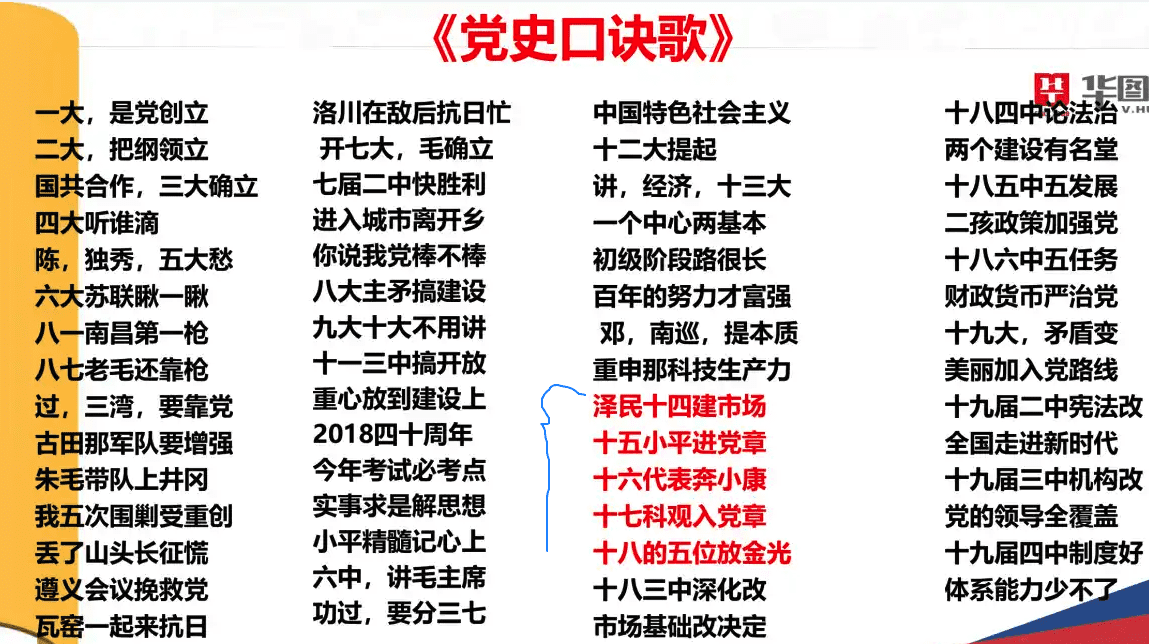 《党史口诀歌》
华图
V.HU
一大，是党创立
二大，把纲领立
国共合作，三大确立
四大听谁滴
陈，独秀，五大愁
六大苏联瞅一瞅
八一南昌第一枪
八七老毛还靠枪
过，三湾，要靠党
古田那军队要增强
朱毛带队上井冈
我五次围剿受重创
丢了山头长征慌
遵义会议挽救党
瓦窑一起来抗日
洛川在敌后抗日忙
开七大，毛确立
七届二中快胜利
进入城市离开乡
你说我党棒不棒
八大主矛搞建设
九大十大不用讲
十一三中搞开放
重心放到建设上
2018四十周年
今年考试必考点
实事求是解思想
小平精髓记心上
六中，讲毛主席
功过，要分三七
中国特色社会主义
十二大提起
讲，经济，十三大
一个中心两基本
初级阶段路很长
百年的努力才富强
邓，南巡，提本质
重申那科技生产力
泽民十四建市场
十五小平进党章
十六代表奔小康
十七科观入党章
十八的五位放金光
十八三中深化改
市场基础改决定
十八四中论法治
两个建设有名堂
十八五中五发展
二孩政策加强党
十八六中五任务
财政货币严治党
十九大，矛盾变
美丽加入党路线
十九届二中宪法改
全国走进新时代
十九届三中机构改
党的领导全覆盖
十九届四中制度好
体系能力少不了